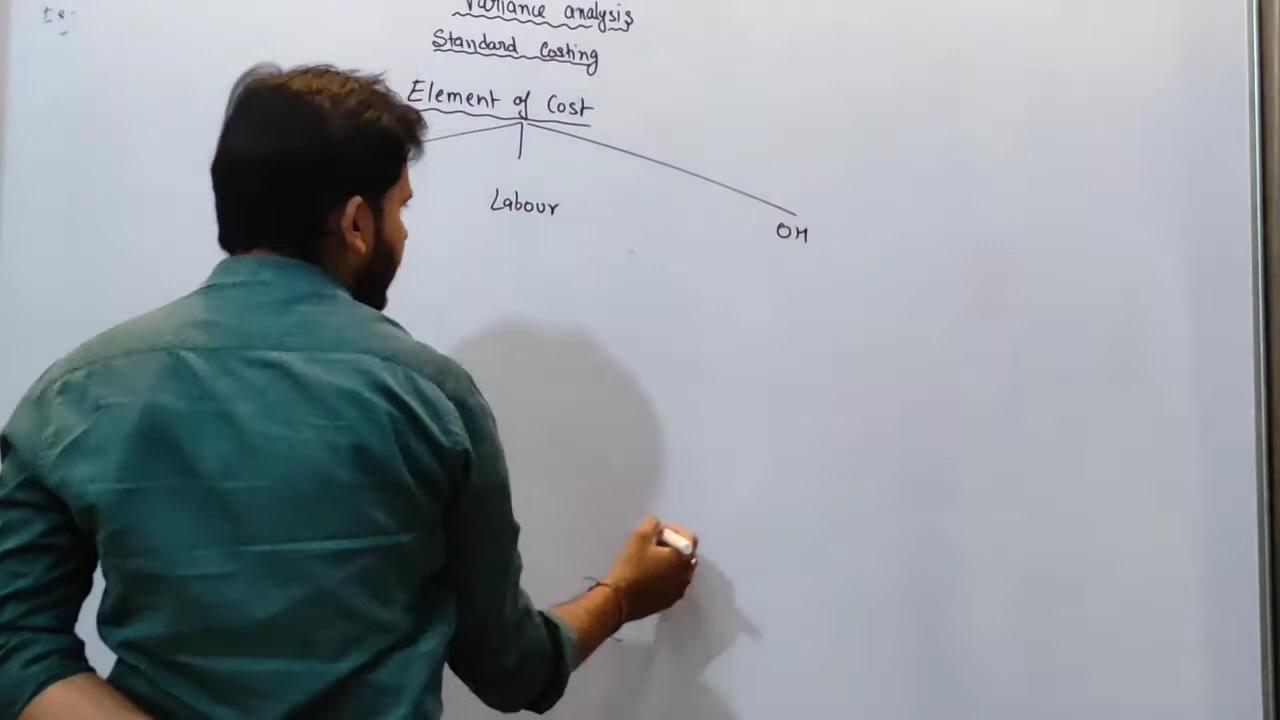 Variance analysis
Standard Costing
Element of Cost
Labour
OH